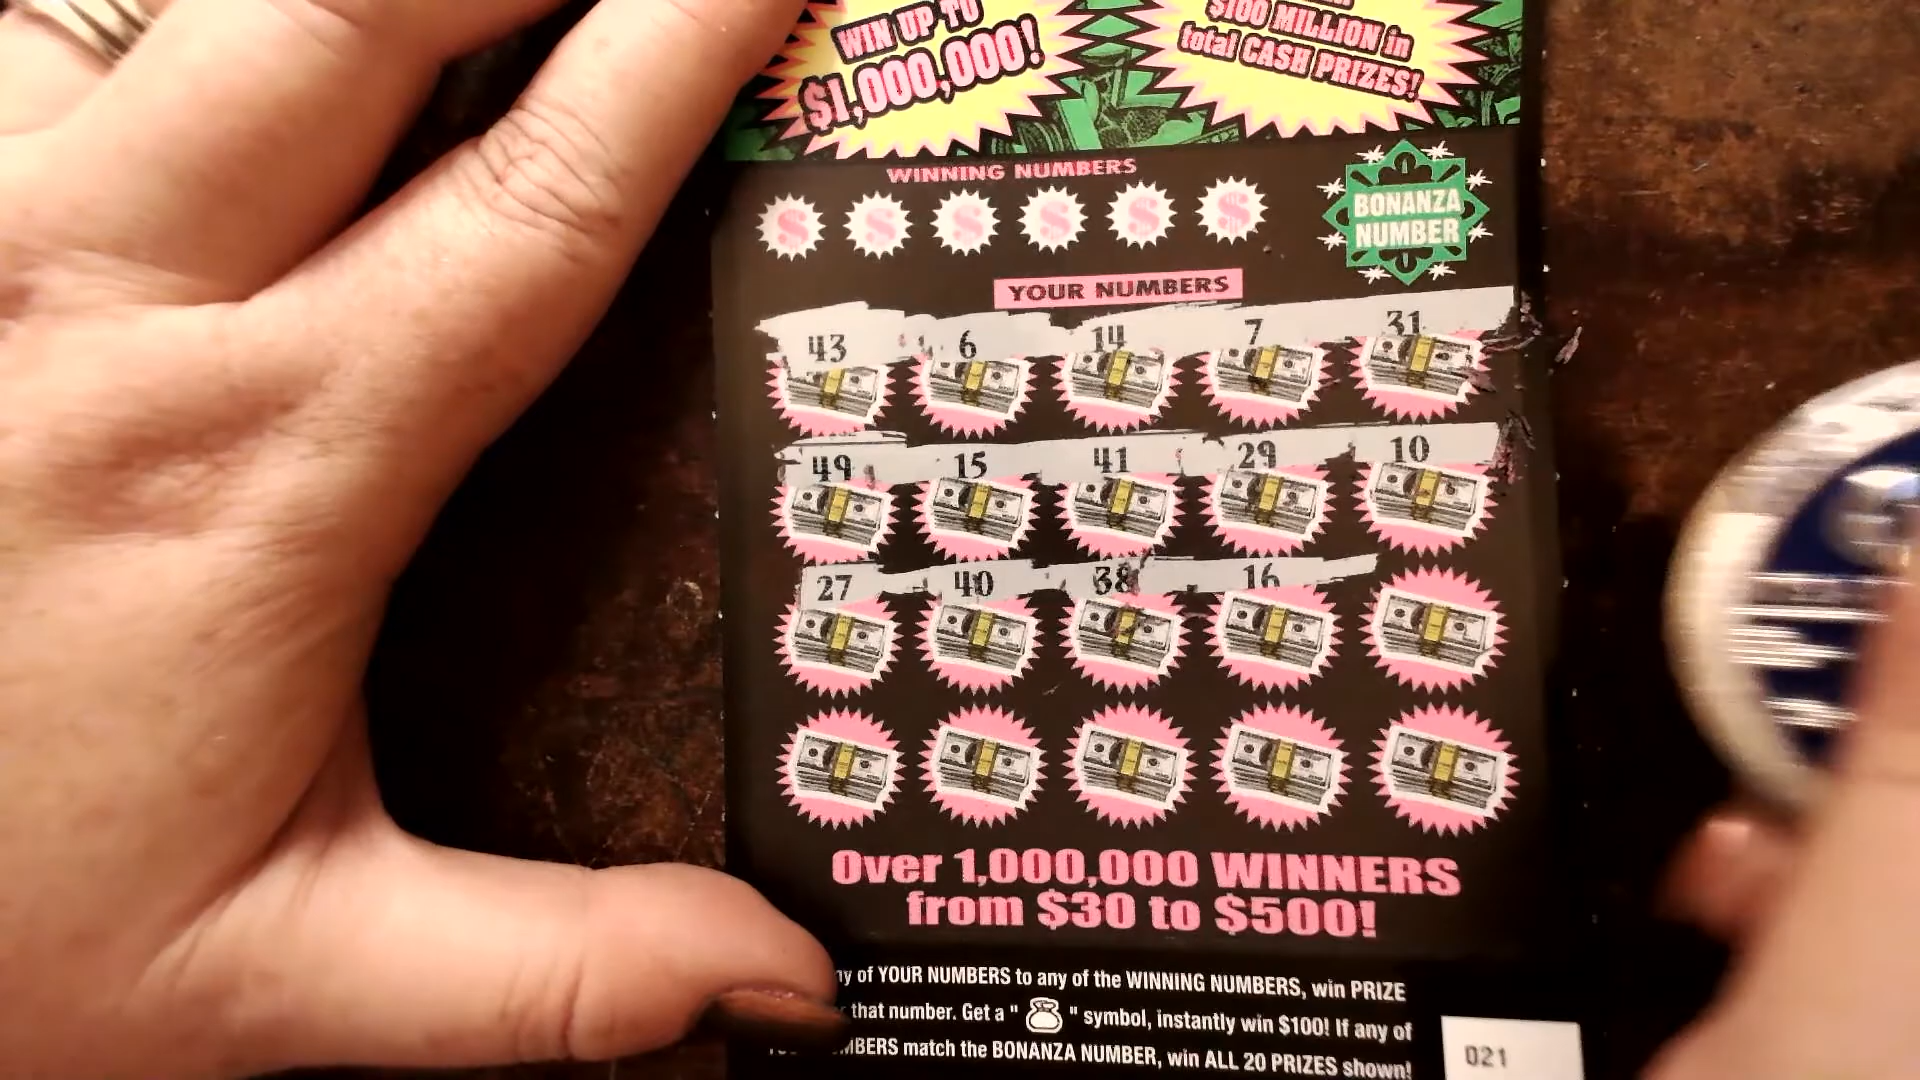 WIN UP TO
$1,000,000!
$100 MILLION in
total CASH PRIZES!
WINNING NUMBERS
$ $ $ $ $ $
BONANZA
NUMBER
YOUR NUMBERS
43 6 14 7 31
49 15 41 29 10
27 40 38 16
Over 1,000,000 WINNERS
from $30 to $500!
of YOUR NUMBERS to any of the WINNING NUMBERS, win PRIZE
that number. Get a " " symbol, instantly win $100! If any of
match the BONANZA NUMBER, win ALL 20 PRIZES shown!
021